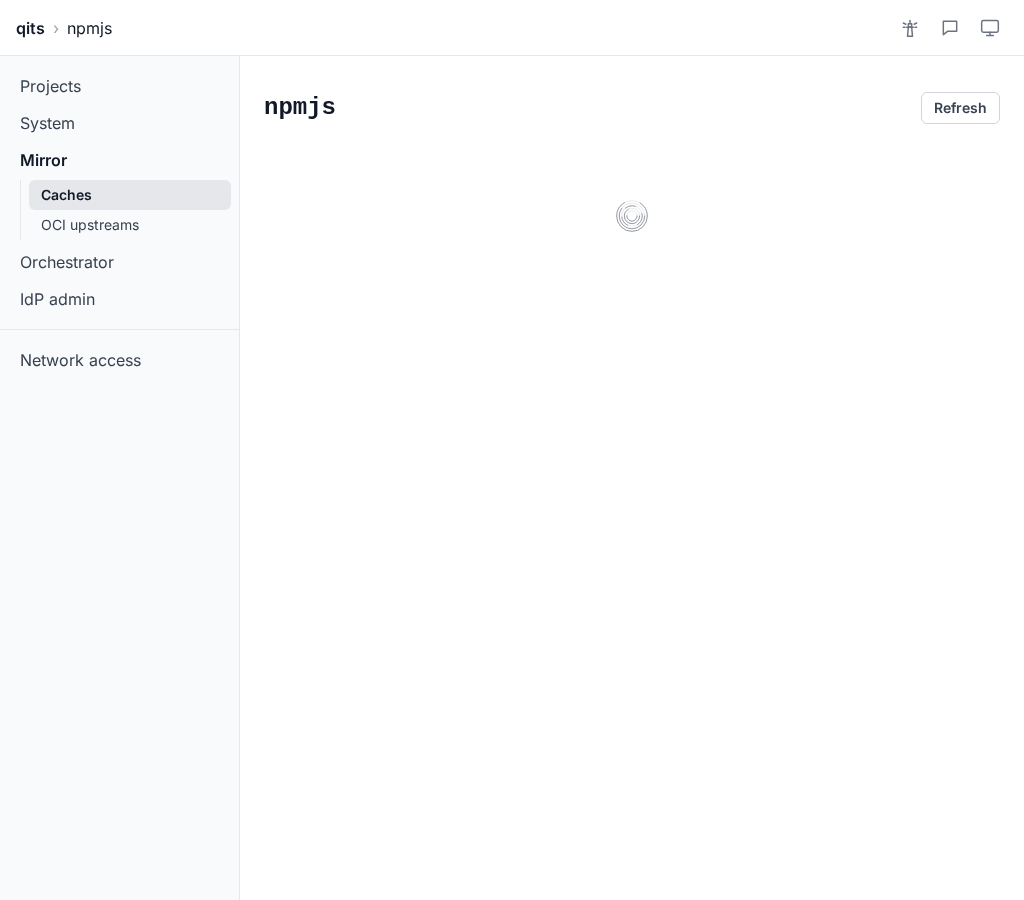 qits › npmjs
Projects
System
Mirror
Caches
OCI upstreams
Orchestrator
IdP admin
Network access
npmjs
Refresh